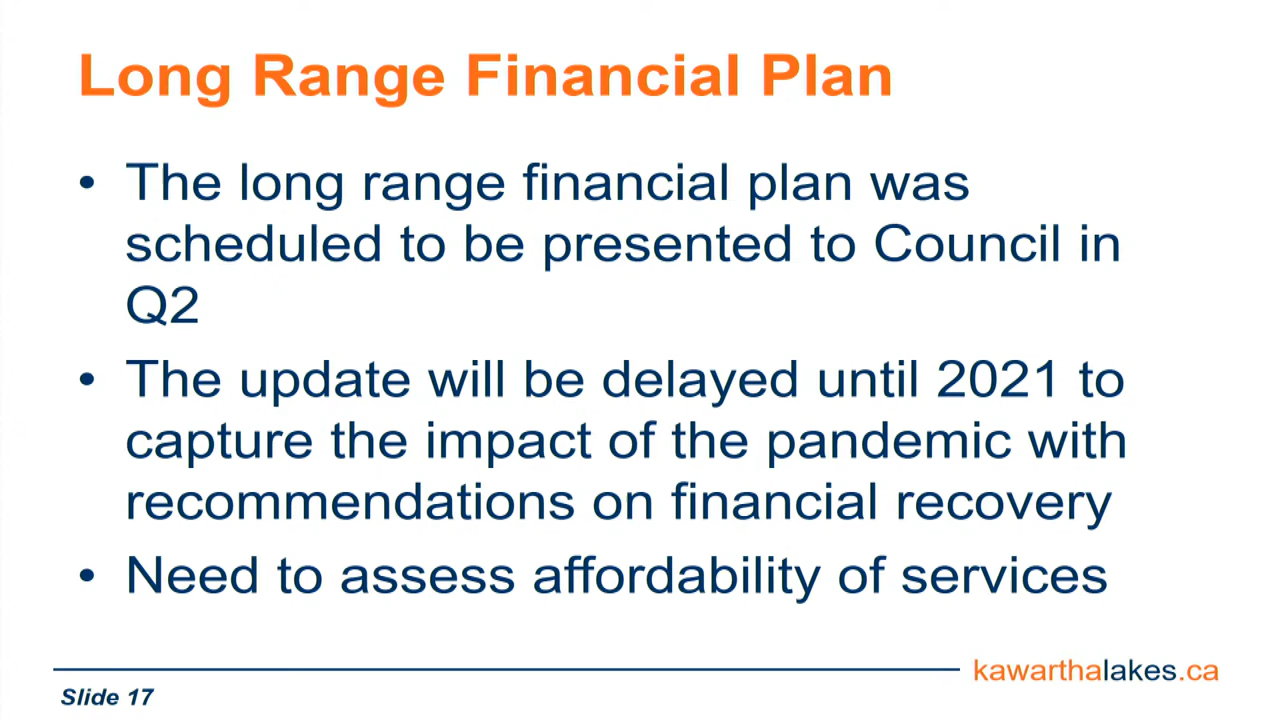 Long Range Financial Plan
• The long range financial plan was
scheduled to be presented to Council in
Q2
• The update will be delayed until 2021 to
capture the impact of the pandemic with
recommendations on financial recovery
• Need to assess affordability of services
kawarthalakes.ca
Slide 17